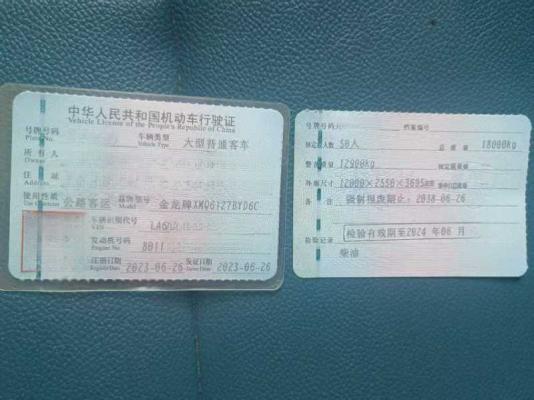 中华人民共和国机动车行驶证
Vehicle License of the People's Republic of China
号牌号码
Plate No.
车辆类型
Vehicle Type
大型普通客车
所有人
Owner
住址
Address
使用性质
Use Character
公路客运
品牌型号
Model
金龙牌XMQ6127BYD6C
车辆识别代号
VIN
LA6
发动机号码
Engine No.
8011
注册日期
Register Date
2023-06-26
发证日期
Issue Date
2023-06-26
号牌号码
档案编号
核定载人数 50人
总质量 18000kg
整备质量 12900kg
核定载质量
外廓尺寸 12000×2550×3695
备注 强制报废期止: 2038-06-26
检验有效期至2024年06月
检验记录
柴油